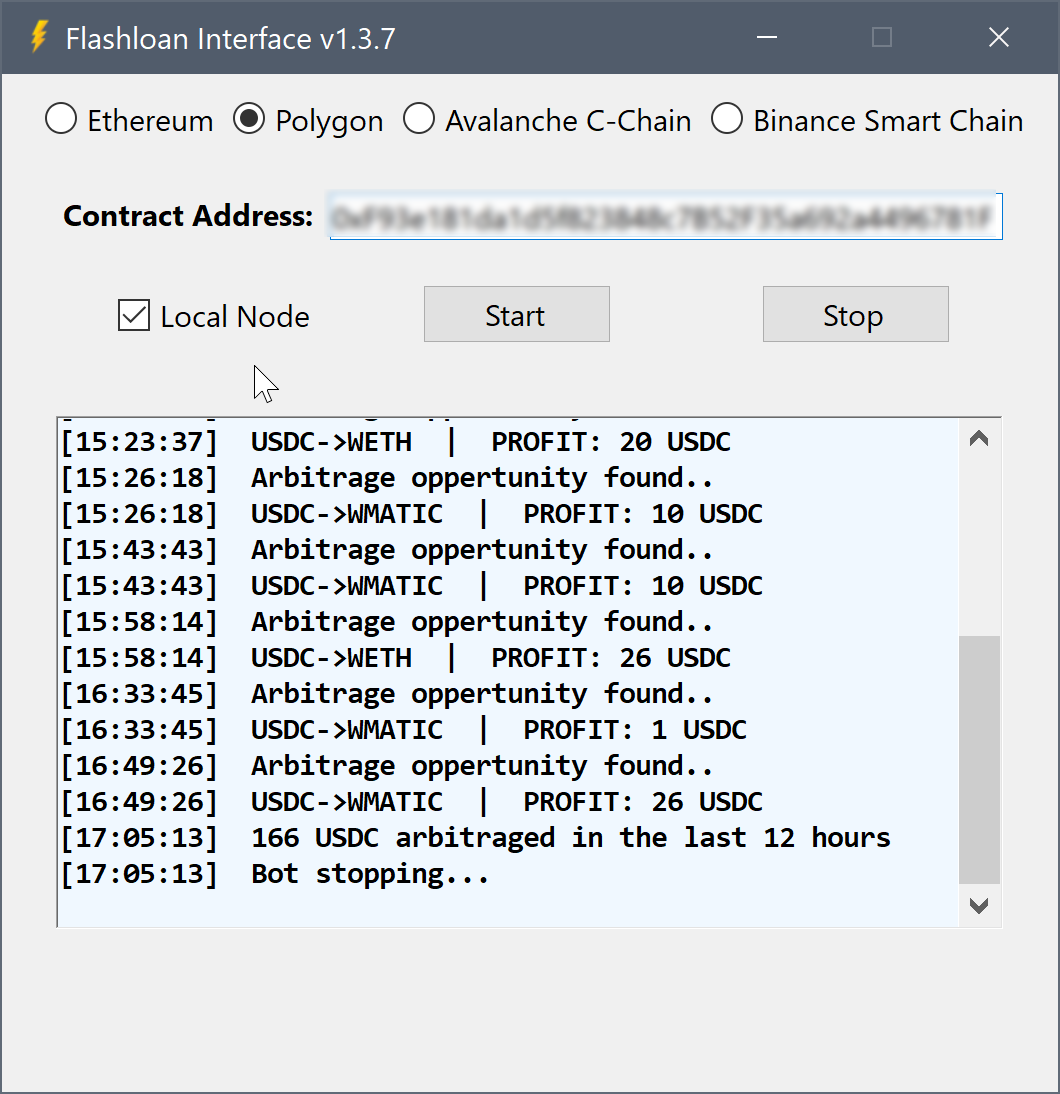 Flashloan Interface v1.3.7
Ethereum Polygon Avalanche C-Chain Binance Smart Chain
Contract Address:
Local Node Start Stop
[15:23:37] USDC->WETH | PROFIT: 20 USDC
[15:26:18] Arbitrage oppertunity found..
[15:26:18] USDC->WMATIC | PROFIT: 10 USDC
[15:43:43] Arbitrage oppertunity found..
[15:43:43] USDC->WMATIC | PROFIT: 10 USDC
[15:58:14] Arbitrage oppertunity found..
[15:58:14] USDC->WETH | PROFIT: 26 USDC
[16:33:45] Arbitrage oppertunity found..
[16:33:45] USDC->WMATIC | PROFIT: 1 USDC
[16:49:26] Arbitrage oppertunity found..
[16:49:26] USDC->WMATIC | PROFIT: 26 USDC
[17:05:13] 166 USDC arbitraged in the last 12 hours
[17:05:13] Bot stopping...